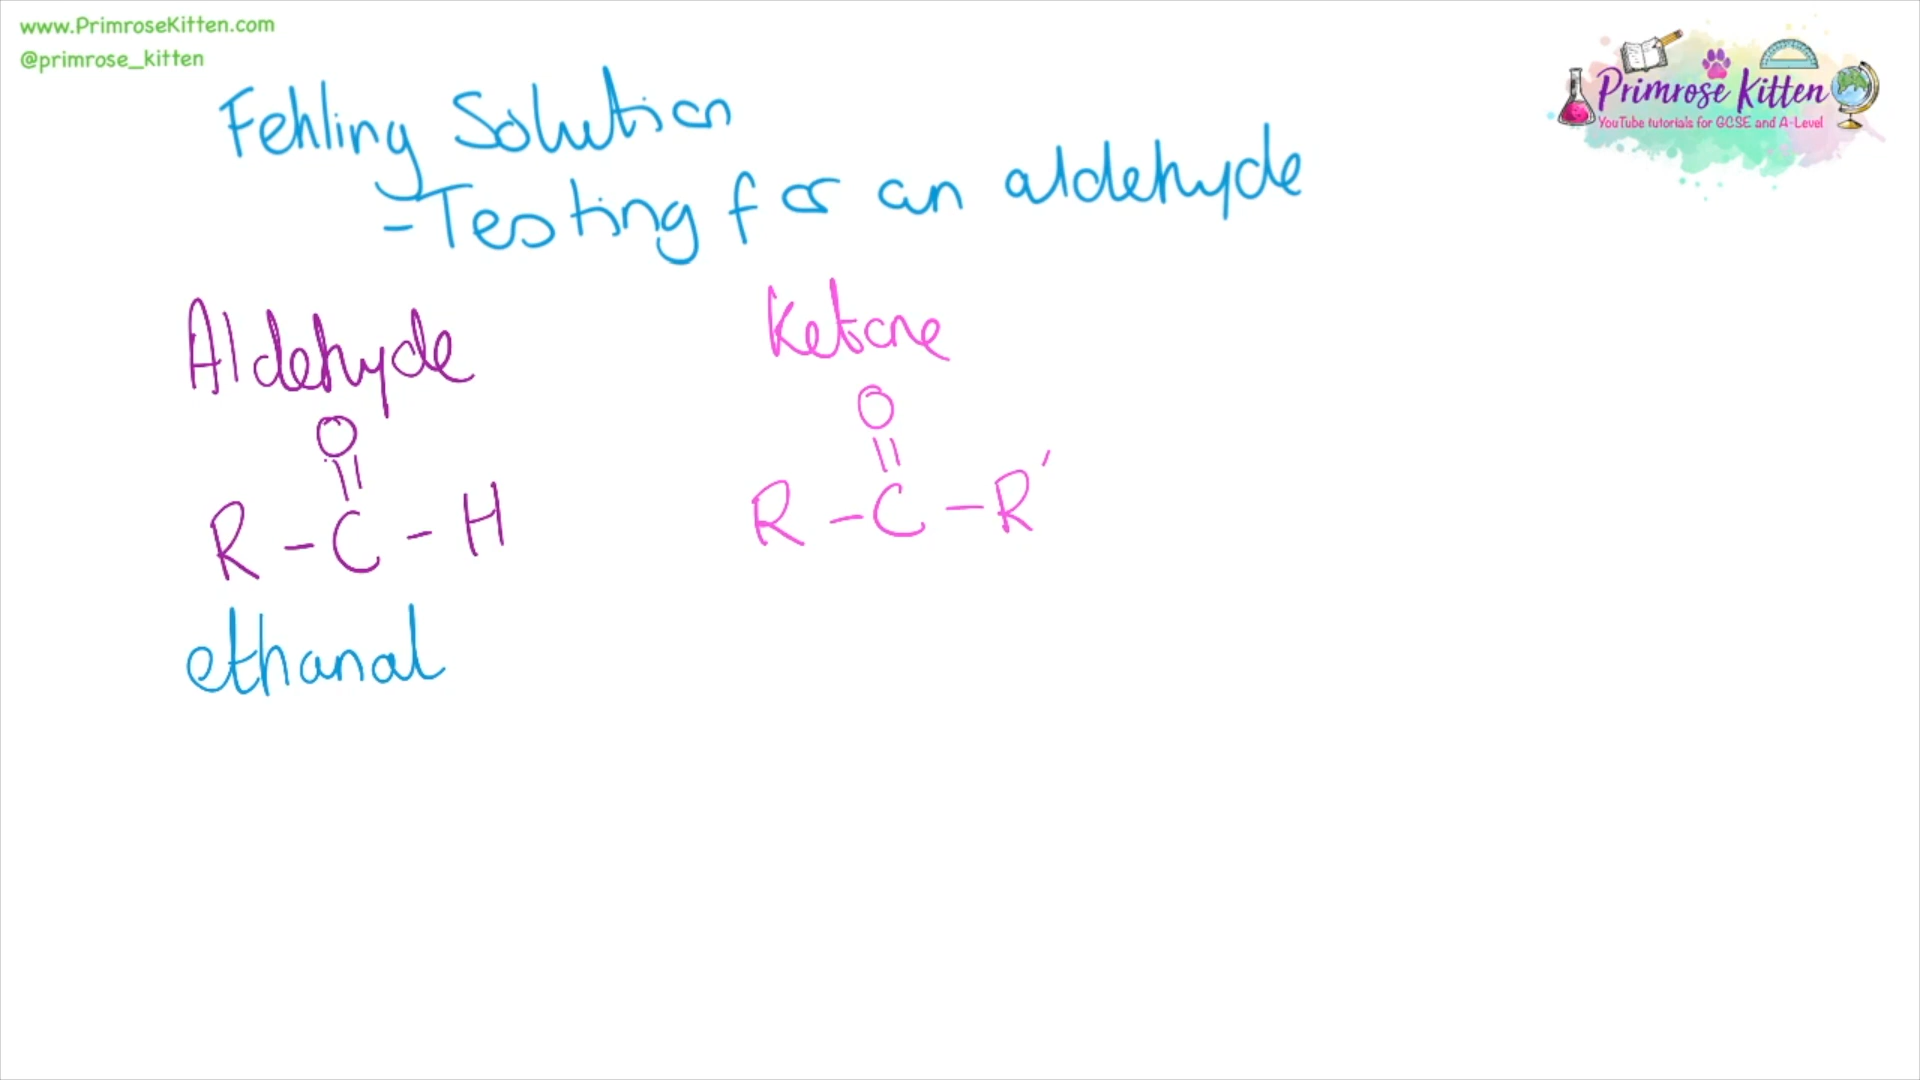 www.PrimroseKitten.com
@primrose_kitten
Primrose Kitten
YouTube tutorials for GCSE and A-Level
Fehling Solution
-Testing for an aldehyde
Aldehyde
O
||
R - C - H
ethanal
Ketone
O
||
R - C - R'